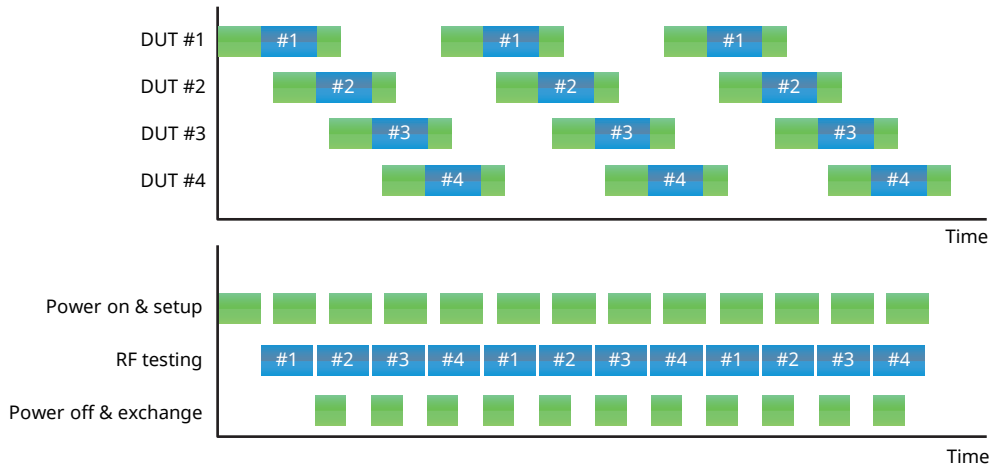 DUT #1 #1 #1 #1
DUT #2 #2 #2 #2
DUT #3 #3 #3 #3
DUT #4 #4 #4 #4
Time
Power on & setup
RF testing #1 #2 #3 #4 #1 #2 #3 #4 #1 #2 #3 #4
Power off & exchange
Time